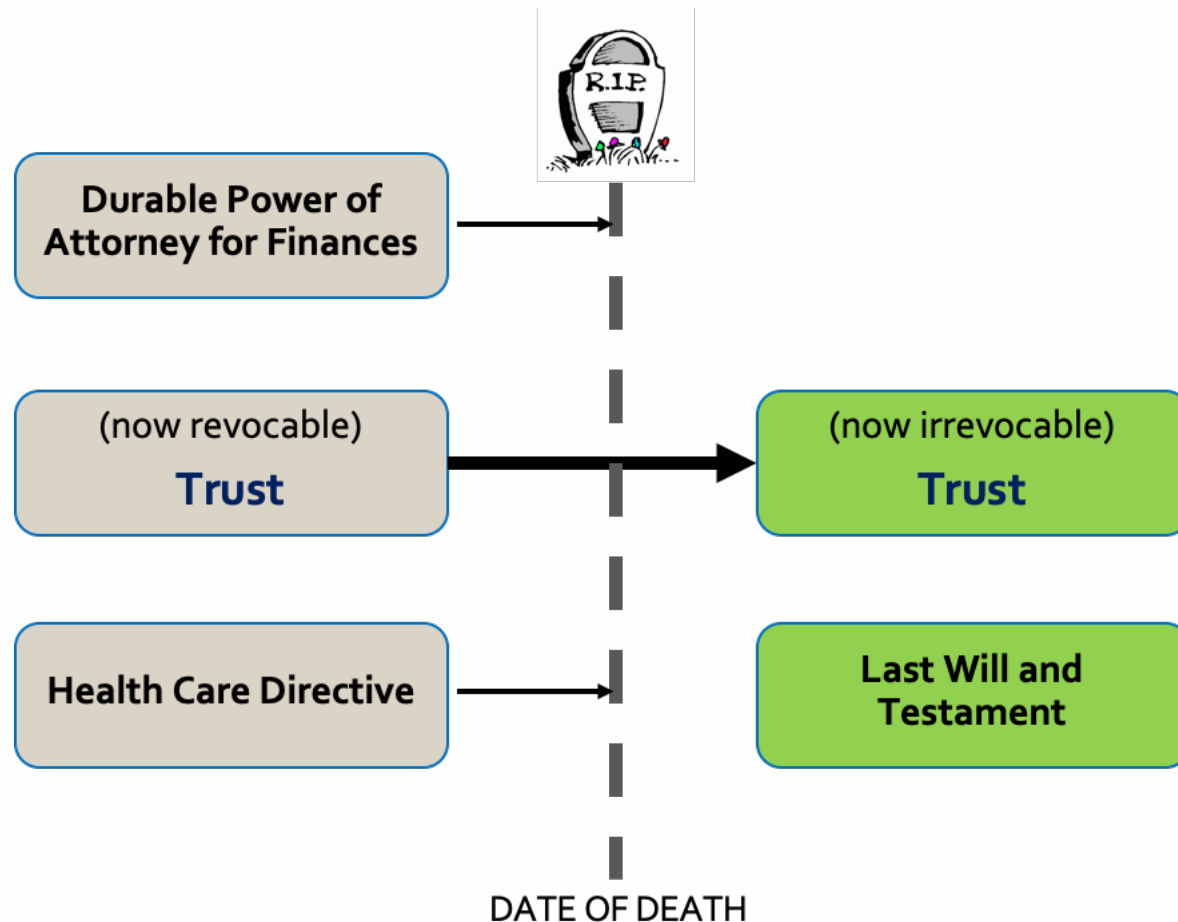 R.I.P.
Durable Power of
Attorney for Finances
(now revocable)
Trust
(now irrevocable)
Trust
Health Care Directive
Last Will and
Testament
DATE OF DEATH